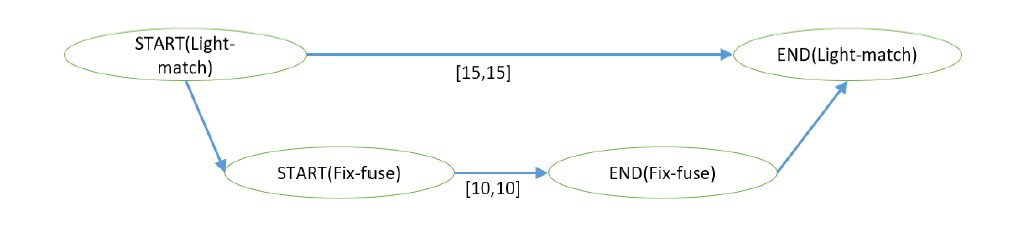 START(Light-
match)
END(Light-match)
[15,15]
START(Fix-fuse)
END(Fix-fuse)
[10,10]